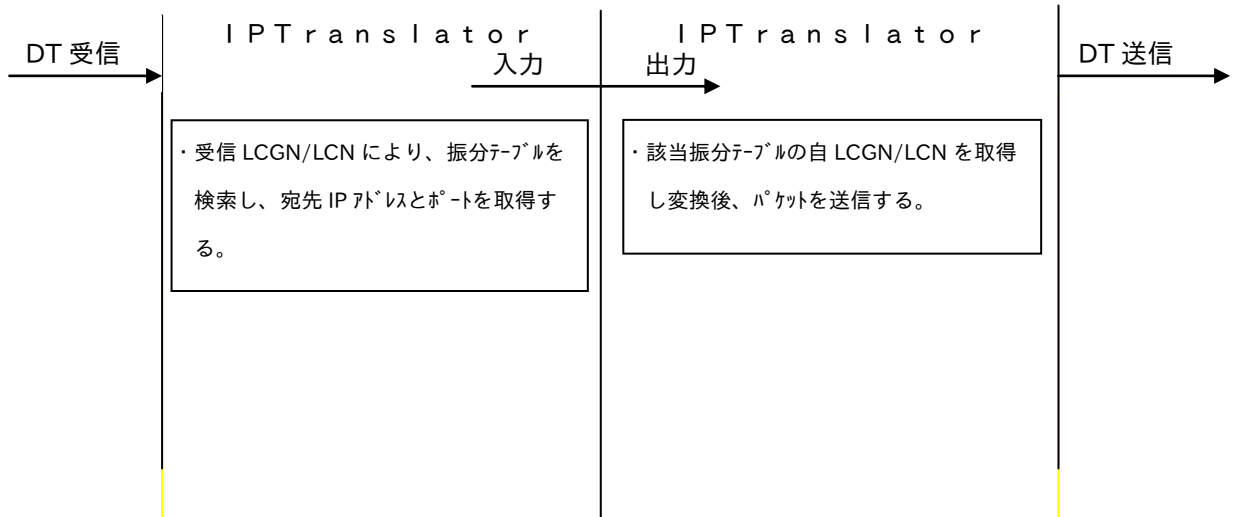 ＩＰＴｒａｎｓｌａｔｏｒ
ＩＰＴｒａｎｓｌａｔｏｒ
DT 受信
入力
出力
DT 送信
・受信 LCGN/LCN により、振分ﾃｰﾌﾞﾙを
検索し、宛先 IP ｱﾄﾞﾚｽとﾎﾟｰﾄを取得す
る。
・該当振分ﾃｰﾌﾞﾙの自 LCGN/LCN を取得
し変換後、ﾊﾟｹｯﾄを送信する。